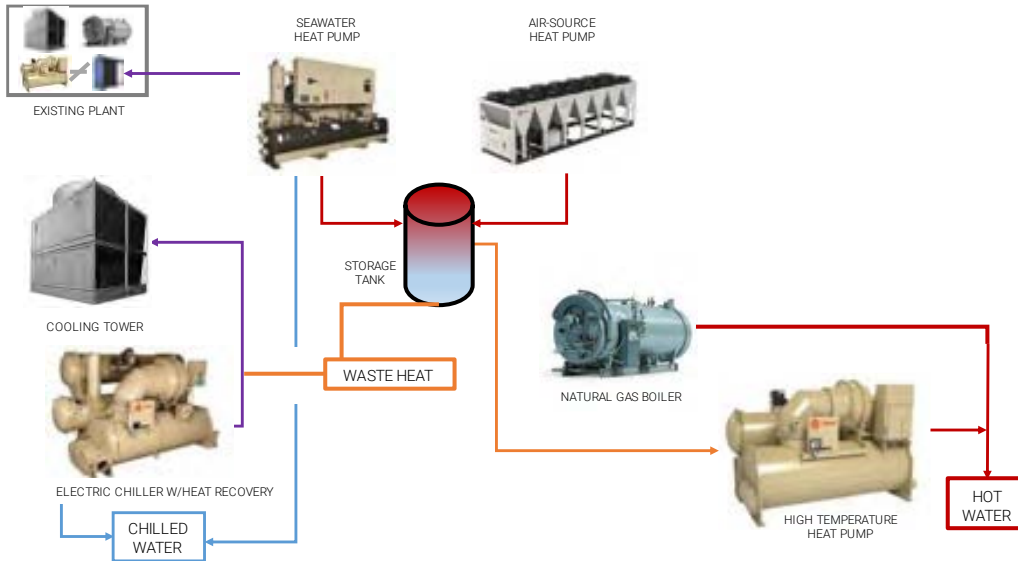 SEAWATER
HEAT PUMP
AIR-SOURCE
HEAT PUMP
EXISTING PLANT
STORAGE
TANK
COOLING TOWER
WASTE HEAT
NATURAL GAS BOILER
ELECTRIC CHILLER W/HEAT RECOVERY
CHILLED
WATER
HIGH TEMPERATURE
HEAT PUMP
HOT
WATER